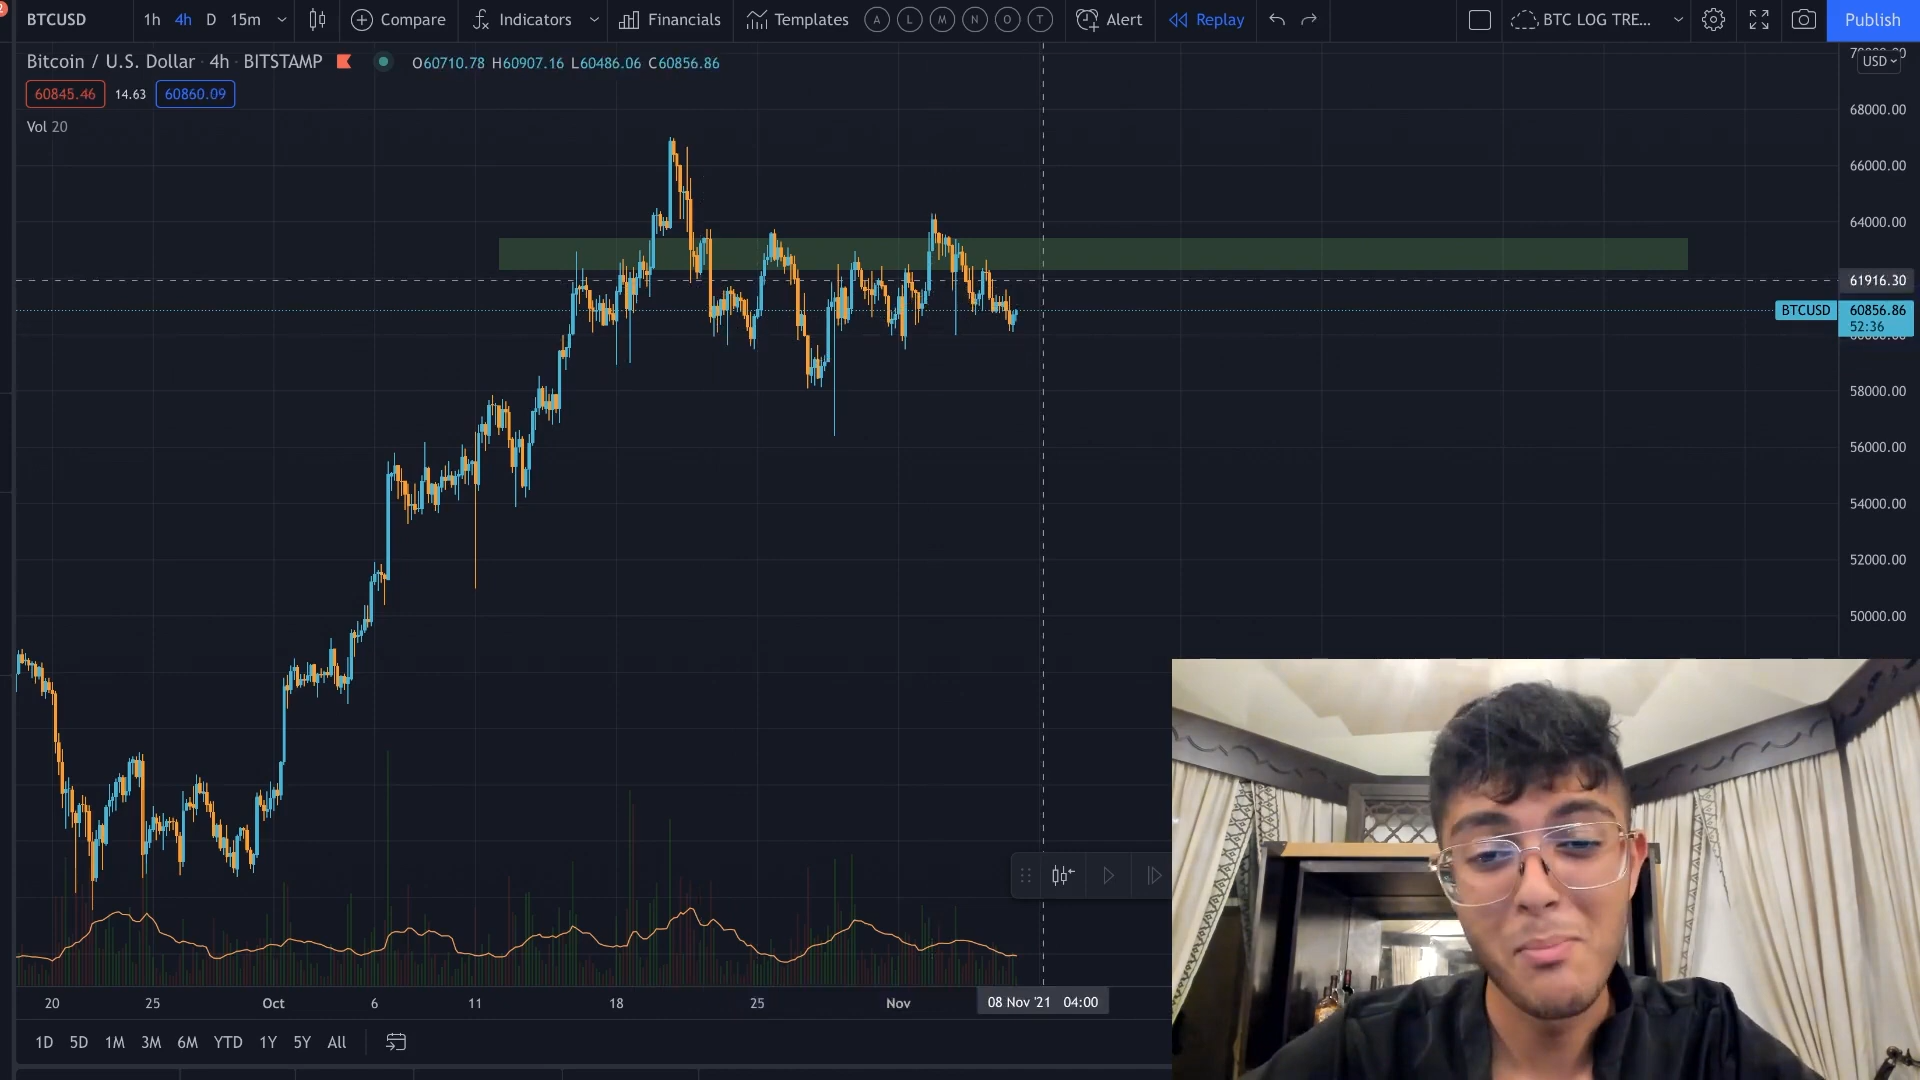 BTCUSD 1h 4h D 15m Compare Indicators Financials Templates A L M N O T Alert Replay BTC LOG TRE... Publish
Bitcoin / U.S. Dollar · 4h · BITSTAMP O60710.78 H60907.16 L60486.06 C60856.86
USD
60845.46 14.63 60860.09
Vol 20
68000.00
66000.00
64000.00
61916.30
BTCUSD 60856.86
52:36
58000.00
56000.00
54000.00
52000.00
50000.00
20 25 Oct 6 11 18 25 Nov 08 Nov '21 04:00
1D 5D 1M 3M 6M YTD 1Y 5Y All